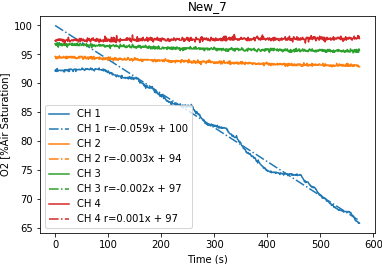 New_7
O2 [%Air Saturation]
100
95
90
85
80
75
70
65
CH 1
CH 1 r=-0.059x + 100
CH 2
CH 2 r=-0.003x + 94
CH 3
CH 3 r=-0.002x + 97
CH 4
CH 4 r=0.001x + 97
0 100 200 300 400 500 600
Time (s)